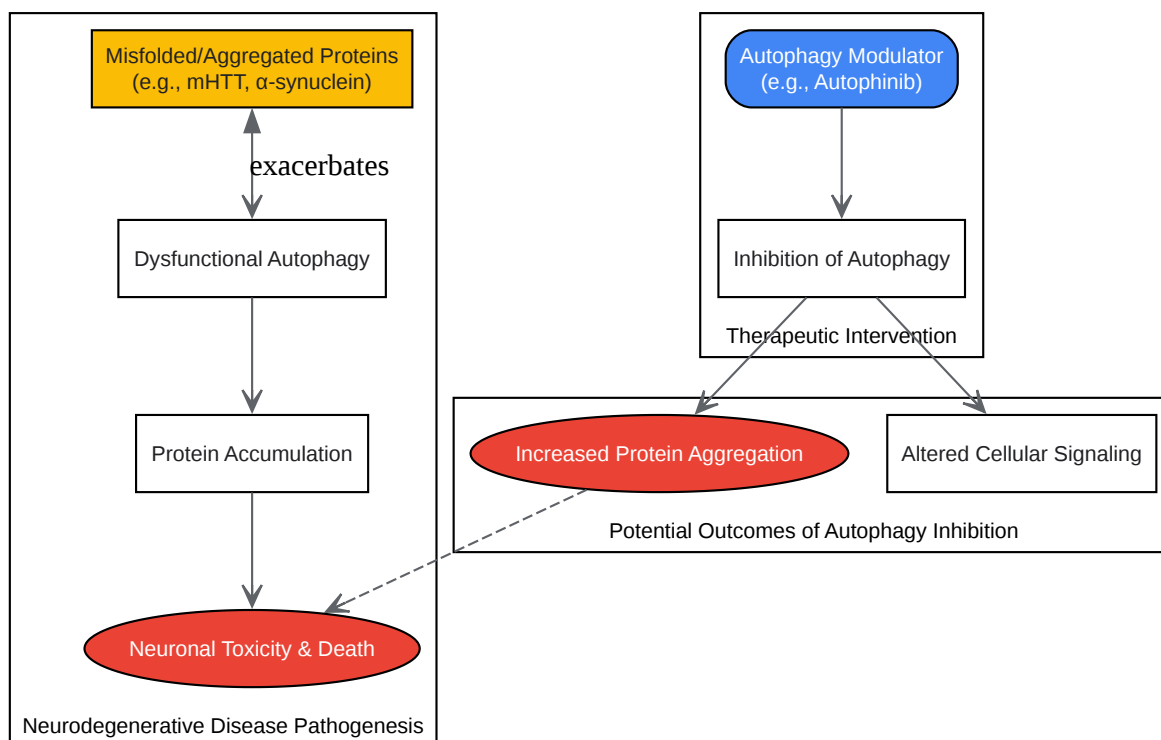 Misfolded/Aggregated Proteins
(e.g., mHTT, α-synuclein)
exacerbates
Dysfunctional Autophagy
Protein Accumulation
Neuronal Toxicity & Death
Neurodegenerative Disease Pathogenesis
Autophagy Modulator
(e.g., Autophinib)
Inhibition of Autophagy
Therapeutic Intervention
Increased Protein Aggregation
Altered Cellular Signaling
Potential Outcomes of Autophagy Inhibition